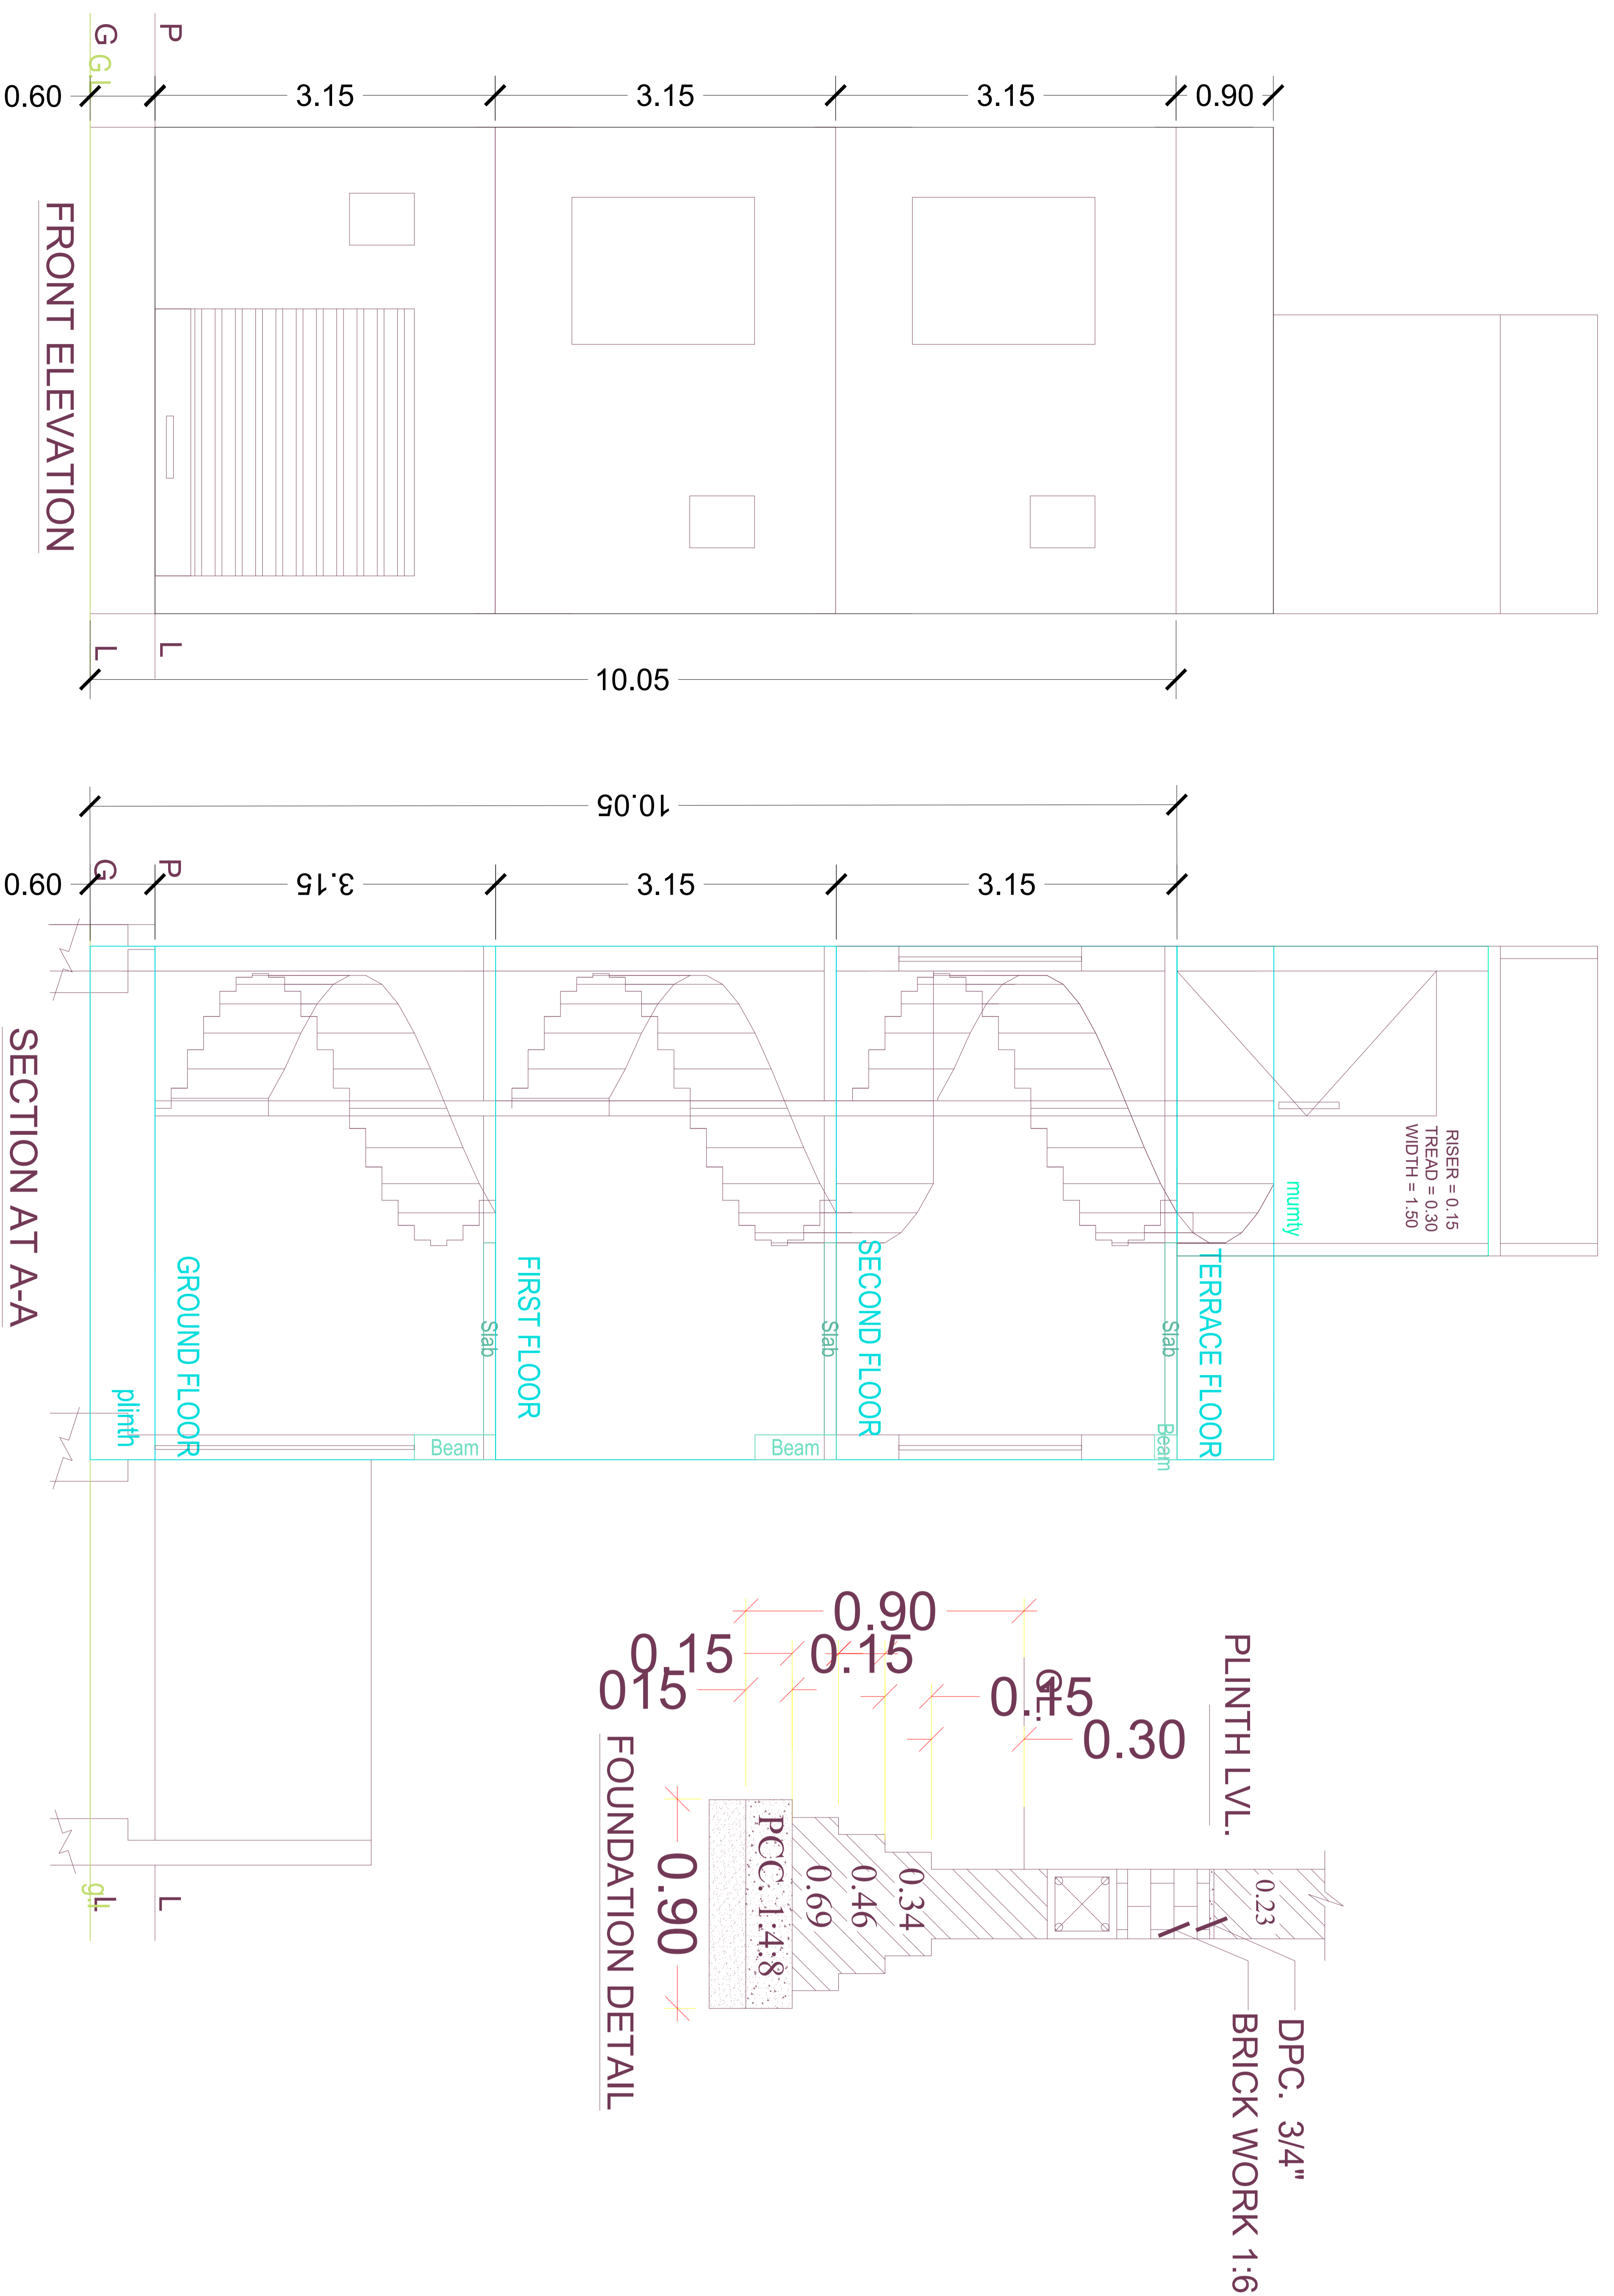 P
G
G.l
0.60
3.15
3.15
3.15
0.90
FRONT ELEVATION
L
L
10.05
10.05
P
G
0.60
3.15
3.15
3.15
RISER = 0.15
TREAD = 0.30
WIDTH = 1.50
mumty
TERRACE FLOOR
Slab
Beam
SECOND FLOOR
Slab
Beam
FIRST FLOOR
Slab
Beam
GROUND FLOOR
plinth
SECTION AT A-A
L
L
g.l
PLINTH LVL.
0.90
0.15
0.15
015
0.15
0.30
0.23
0.34
0.46
0.69
PCC. 1:4:8
0.90
DPC. 3/4"
BRICK WORK 1:6
FOUNDATION DETAIL